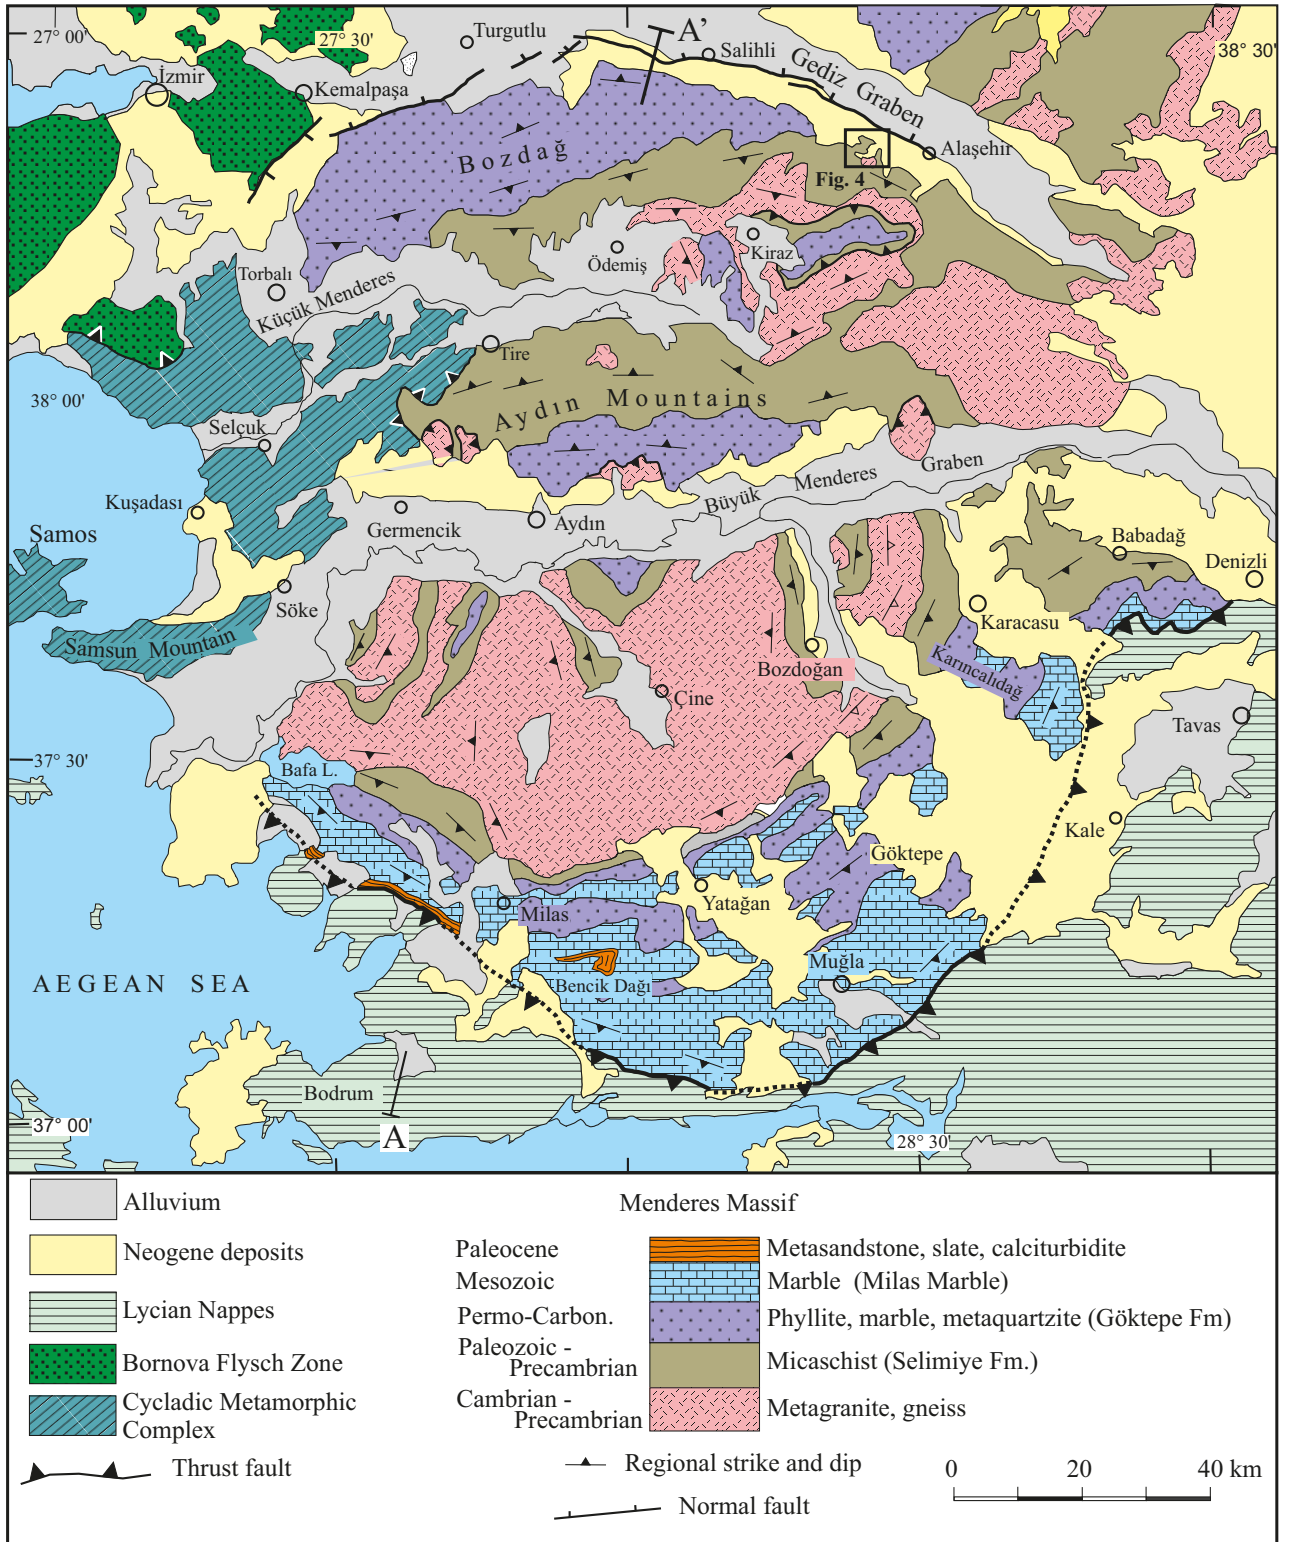 27° 00'
27° 30'
38° 30'
Turgutlu
A'
Salihli
Gediz Graben
İzmir
Kemalpaşa
Bozdağ
Alaşehir
Fig. 4
Ödemiş
Kiraz
Torbalı
Küçük Menderes
Tire
38° 00'
Aydın Mountains
Selçuk
Büyük Menderes Graben
Kuşadası
Germencik
Aydın
Samos
Babadağ
Denizli
Söke
Karacasu
Samsun Mountain
Bozdoğan
Karıncalıdağ
Çine
Tavas
37° 30'
Bafa L.
Kale
Göktepe
Yatağan
Milas
Muğla
AEGEAN SEA
Bencik Dağı
Bodrum
37° 00'
A
28° 30'
Alluvium
Neogene deposits
Lycian Nappes
Bornova Flysch Zone
Cycladic Metamorphic
Complex
Thrust fault
Menderes Massif
Paleocene
Metasandstone, slate, calciturbidite
Mesozoic
Marble (Milas Marble)
Permo-Carbon.
Phyllite, marble, metaquartzite (Göktepe Fm)
Paleozoic -
Precambrian
Micaschist (Selimiye Fm.)
Cambrian -
Precambrian
Metagranite, gneiss
Regional strike and dip
Normal fault
0 20 40 km